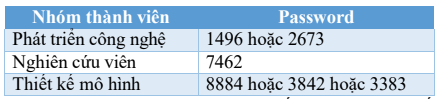 Nhóm thành viên Password
Phát triển công nghệ 1496 hoặc 2673
Nghiên cứu viên 7462
Thiết kế mô hình 8884 hoặc 3842 hoặc 3383